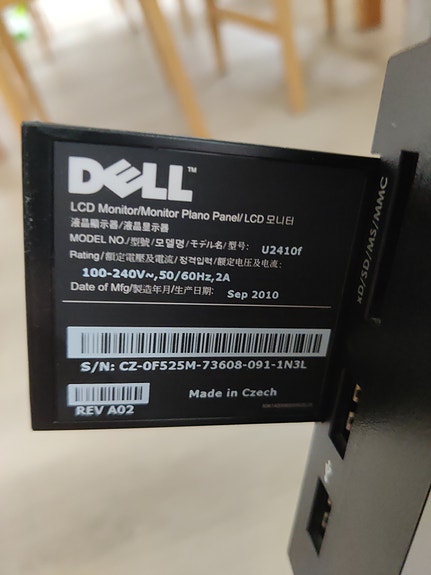 DELL™
LCD Monitor/Monitor Plano Panel/LCD 모니터
液晶顯示器/液晶显示器
MODEL NO./型號/모델명/モデル名/型号: U2410f
Rating/額定電壓及電流/정격입력/额定电压及电流:
100-240V~,50/60Hz,2A
Date of Mfg/製造年月/生产日期: Sep 2010
S/N: CZ-0F525M-73608-091-1N3L
REV A02
Made in Czech
xD/SD/MS/MMC